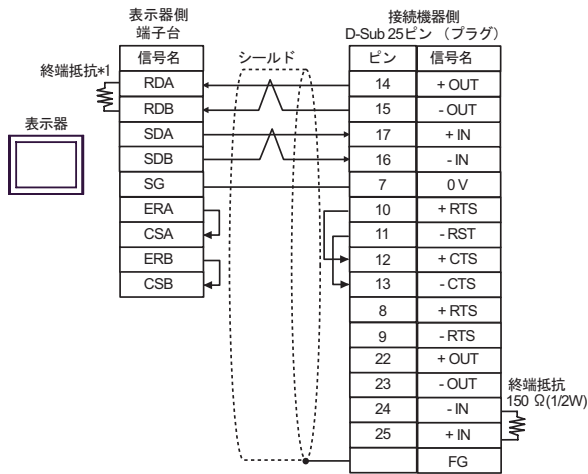 表示器側
端子台
接続機器側
D-Sub 25ピン （プラグ）
信号名
シールド
ピン
信号名
終端抵抗*1
RDA
14
+ OUT
RDB
15
- OUT
表示器
SDA
17
+ IN
SDB
16
- IN
SG
7
0 V
ERA
10
+ RTS
CSA
11
- RST
ERB
12
+ CTS
CSB
13
- CTS
8
+ RTS
9
- RTS
22
+ OUT
23
- OUT
終端抵抗
150 Ω(1/2W)
24
- IN
25
+ IN
FG